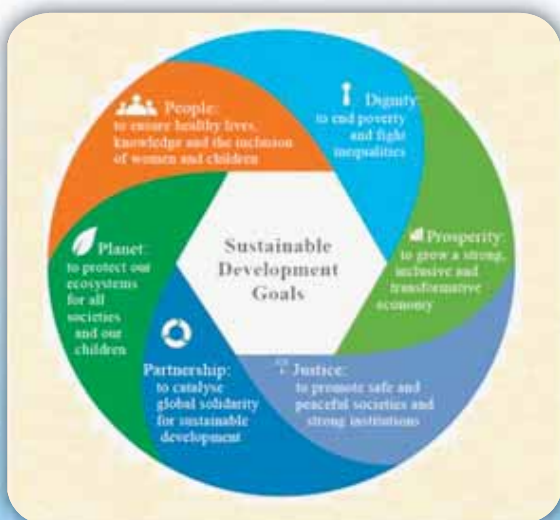 Dignity
to end poverty
and fight
inequalities
Prosperity:
to grow a strong,
inclusive and
transformative
economy
Justice:
to promote safe and
peaceful societies and
strong institutions
Partnership:
to catalyse
global solidarity
for sustainable
development
Planet:
to protect our
ecosystems
for all
societies
and our
children
People:
to ensure healthy lives,
knowledge and the inclusion
of women and children
Sustainable
Development
Goals